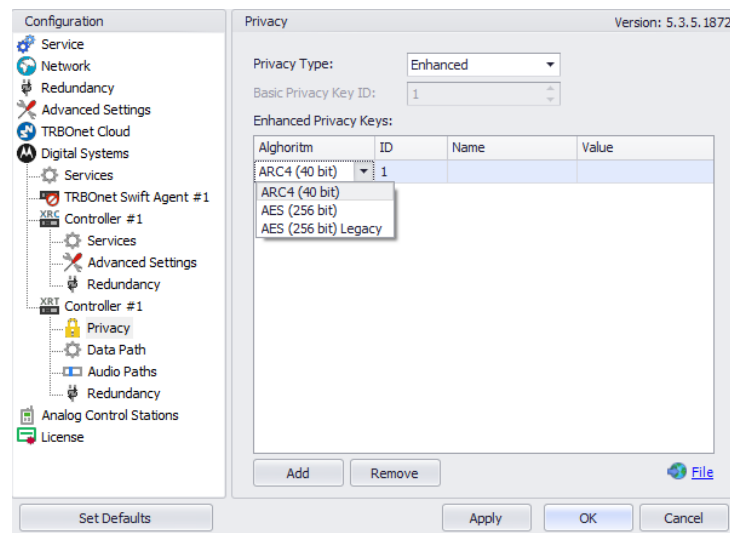 Configuration
Service
Network
Redundancy
Advanced Settings
TRBOnet Cloud
Digital Systems
Services
TRBOnet Swift Agent #1
XRC Controller #1
Services
Advanced Settings
Redundancy
XRT Controller #1
Privacy
Data Path
Audio Paths
Redundancy
Analog Control Stations
License
Set Defaults
Privacy Version: 5.3.5.1872
Privacy Type: Enhanced
Basic Privacy Key ID: 1
Enhanced Privacy Keys:
Alghoritm ID Name Value
ARC4 (40 bit) 1
ARC4 (40 bit)
AES (256 bit)
AES (256 bit) Legacy
Add Remove File
Apply OK Cancel